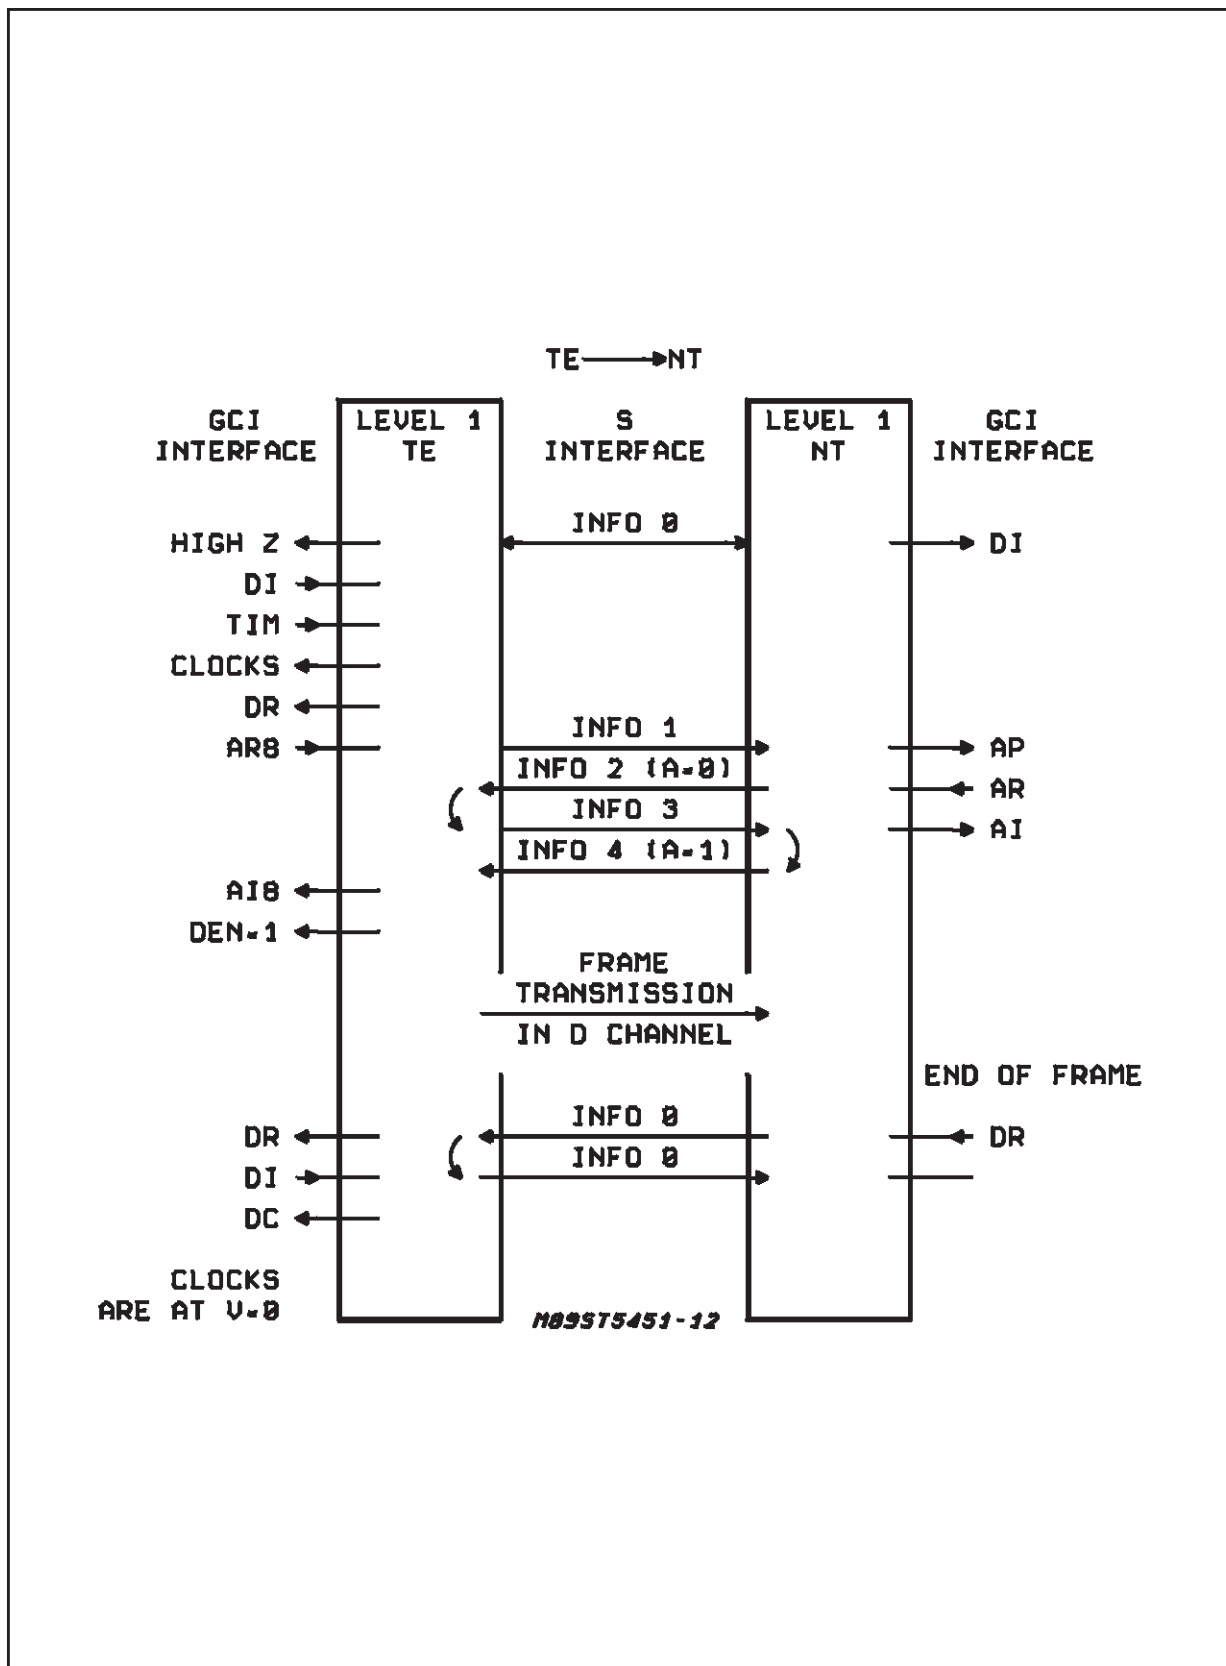 TE NT
GCI INTERFACE
LEVEL 1 TE
S INTERFACE
LEVEL 1 NT
GCI INTERFACE
INFO 0
HIGH Z
DI
DI
TIM
CLOCKS
DR
INFO 1
AR8
AP
INFO 2 (A=0)
AR
INFO 3
AI
INFO 4 (A=1)
AI8
DEN=1
FRAME
TRANSMISSION
IN D CHANNEL
END OF FRAME
INFO 0
DR
DR
INFO 0
DI
DC
CLOCKS
ARE AT V=0
M89ST5451-12